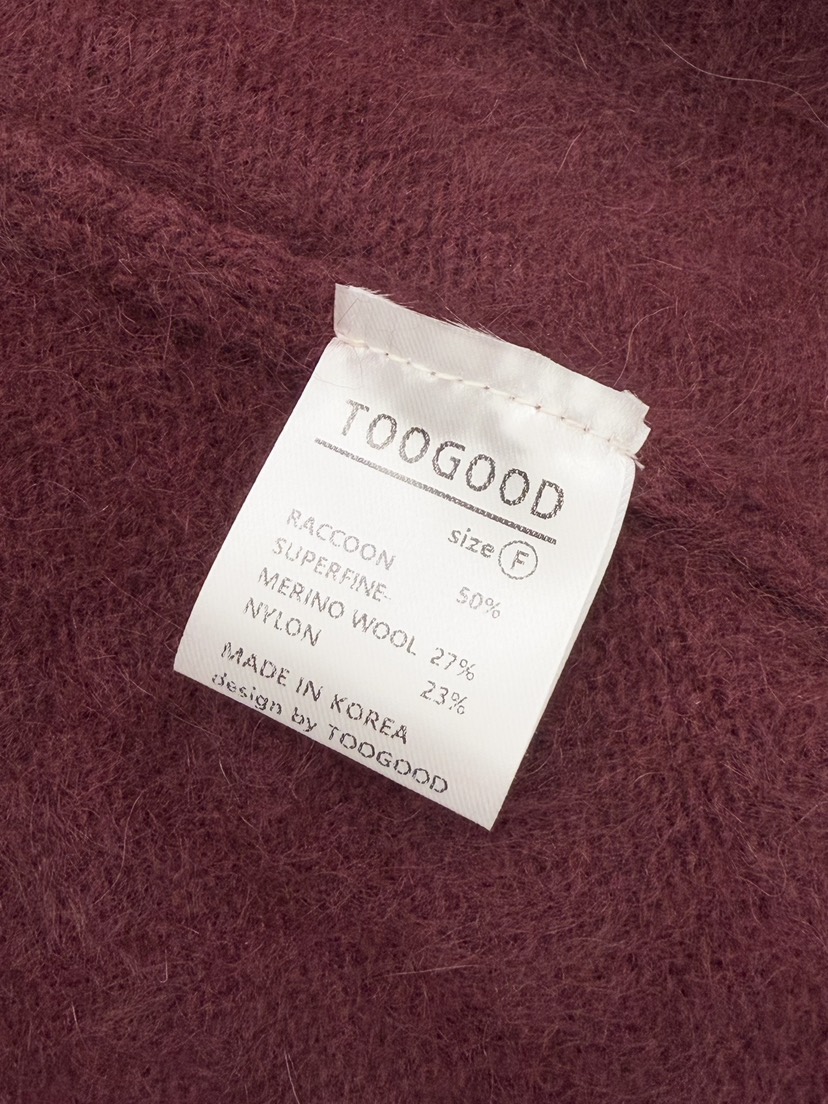 TOOGOOD
size F
RACCOON 50%
SUPERFINE-
MERINO WOOL 27%
NYLON 23%
MADE IN KOREA
design by TOOGOOD